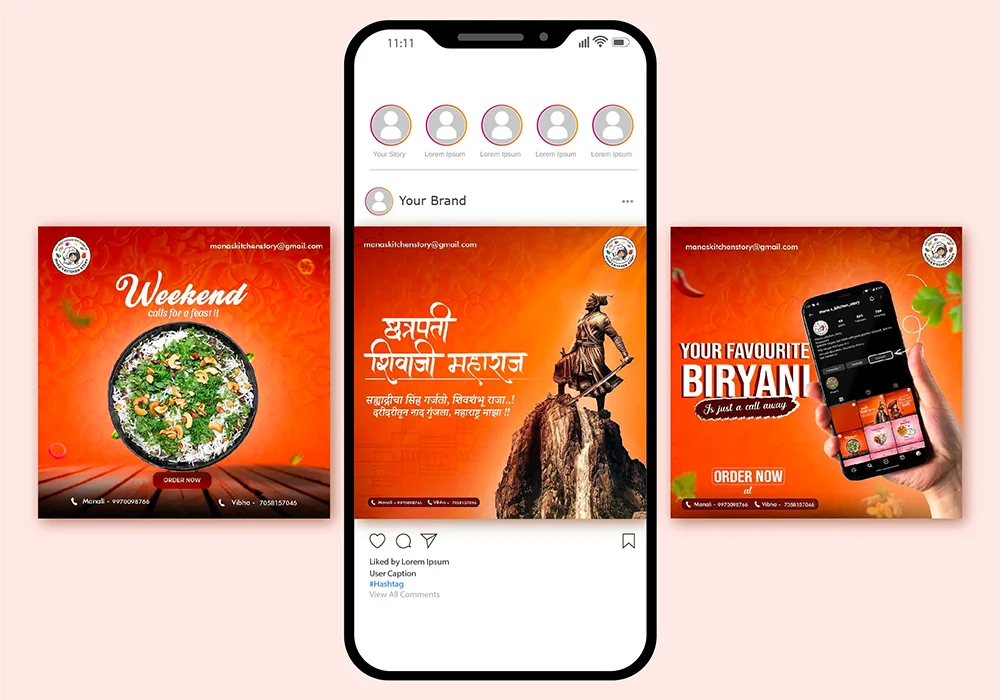 11:11
Your Story
Lorem Ipsum
Lorem Ipsum
Lorem Ipsum
Lorem Ipsum
Your Brand
manaskitchenstory@gmail.com
Weekend
calls for a feast !!
ORDER NOW
Manali - 9970098766
Vibha - 7058157046
manaskitchenstory@gmail.com
छत्रपती
शिवाजी महाराज
सह्याद्रीचा सिंह गर्जतो, शिवशंभू राजा..!
दरीदरीतून नाद गुंजला, महाराष्ट्र माझा !!
Manali - 9970098766 Vibha - 7058157046
Liked by Lorem Ipsum
User Caption
#Hashtag
View All Comments
manaskitchenstory@gmail.com
YOUR FAVOURITE
BIRYANI
Is just a call away
ORDER NOW
at
Manali - 9970098766 Vibha - 7058157046